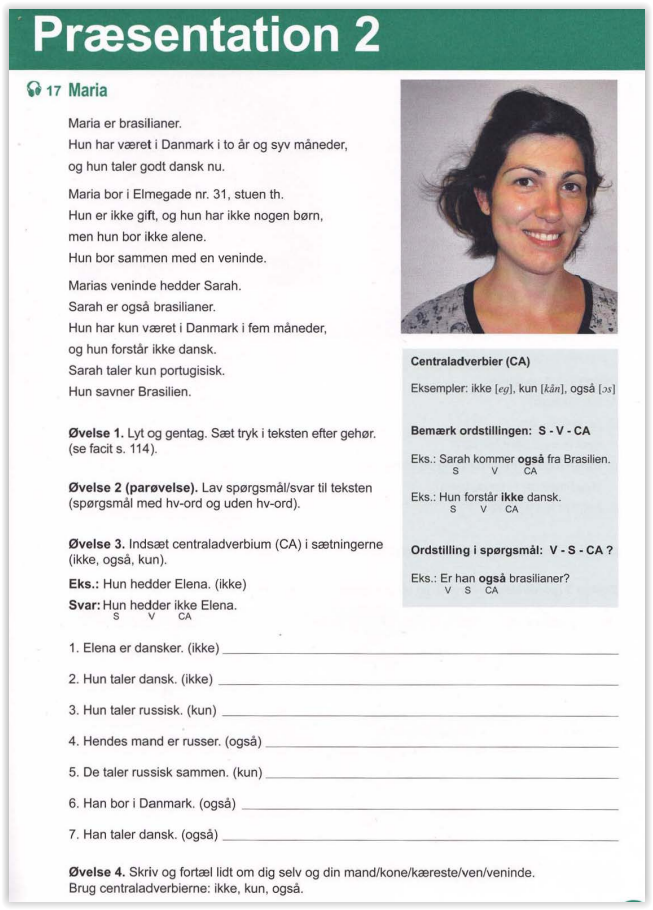 Præsentation 2
17 Maria
Maria er brasilianer.
Hun har været i Danmark i to år og syv måneder,
og hun taler godt dansk nu.
Maria bor i Elmegade nr. 31, stuen th.
Hun er ikke gift, og hun har ikke nogen børn,
men hun bor ikke alene.
Hun bor sammen med en veninde.
Marias veninde hedder Sarah.
Sarah er også brasilianer.
Hun har kun været i Danmark i fem måneder,
og hun forstår ikke dansk.
Sarah taler kun portugisisk.
Hun savner Brasilien.
Øvelse 1. Lyt og gentag. Sæt tryk i teksten efter gehør.
(se facit s. 114).
Øvelse 2 (parøvelse). Lav spørgsmål/svar til teksten
(spørgsmål med hv-ord og uden hv-ord).
Øvelse 3. Indsæt centraladverbium (CA) i sætningerne
(ikke, også, kun).
Eks.: Hun hedder Elena. (ikke)
Svar: Hun hedder ikke Elena.
S V CA
Centraladverbier (CA)
Eksempler: ikke [eg], kun [kån], også [ɔs]
Bemærk ordstillingen: S - V - CA
Eks.: Sarah kommer også fra Brasilien.
S V CA
Eks.: Hun forstår ikke dansk.
S V CA
Ordstilling i spørgsmål: V - S - CA ?
Eks.: Er han også brasilianer?
V S CA
1. Elena er dansker. (ikke)
2. Hun taler dansk. (ikke)
3. Hun taler russisk. (kun)
4. Hendes mand er russer. (også)
5. De taler russisk sammen. (kun)
6. Han bor i Danmark. (også)
7. Han taler dansk. (også)
Øvelse 4. Skriv og fortæl lidt om dig selv og din mand/kone/kæreste/ven/veninde.
Brug centraladverbierne: ikke, kun, også.